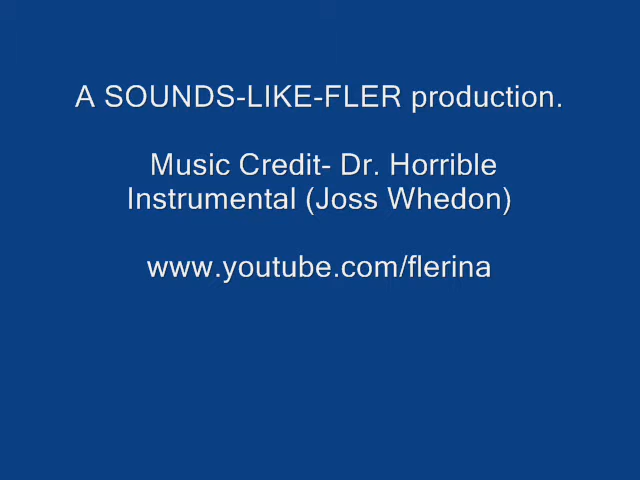 A SOUNDS-LIKE-FLER production.
Music Credit- Dr. Horrible
Instrumental (Joss Whedon)
www.youtube.com/flerina